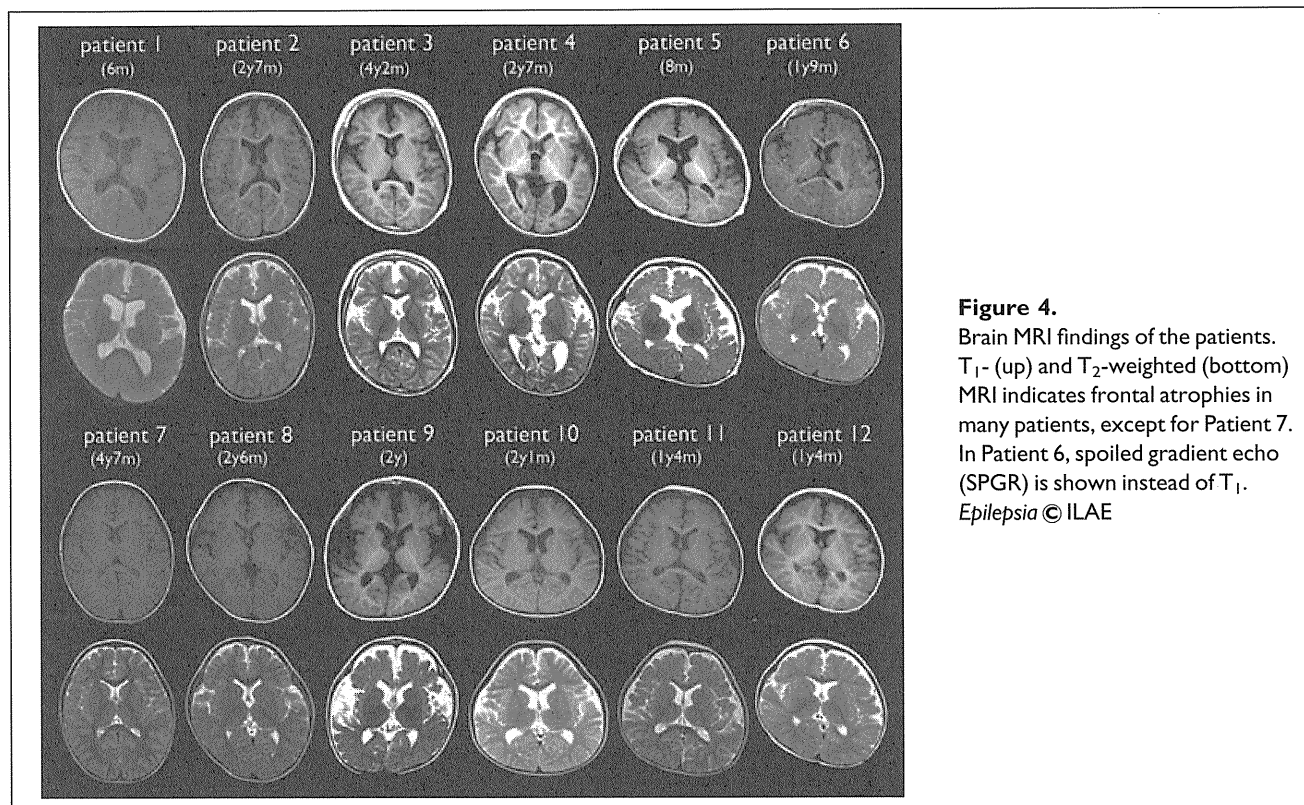 patient 1 patient 2 patient 3 patient 4 patient 5 patient 6
(6m) (2y7m) (4y2m) (2y7m) (8m) (1y9m)
patient 7 patient 8 patient 9 patient 10 patient 11 patient 12
(4y7m) (2y6m) (2y) (2y1m) (1y4m) (1y4m)
Figure 4.
Brain MRI findings of the patients.
T₁- (up) and T₂-weighted (bottom)
MRI indicates frontal atrophies in
many patients, except for Patient 7.
In Patient 6, spoiled gradient echo
(SPGR) is shown instead of T₁.
Epilepsia © ILAE